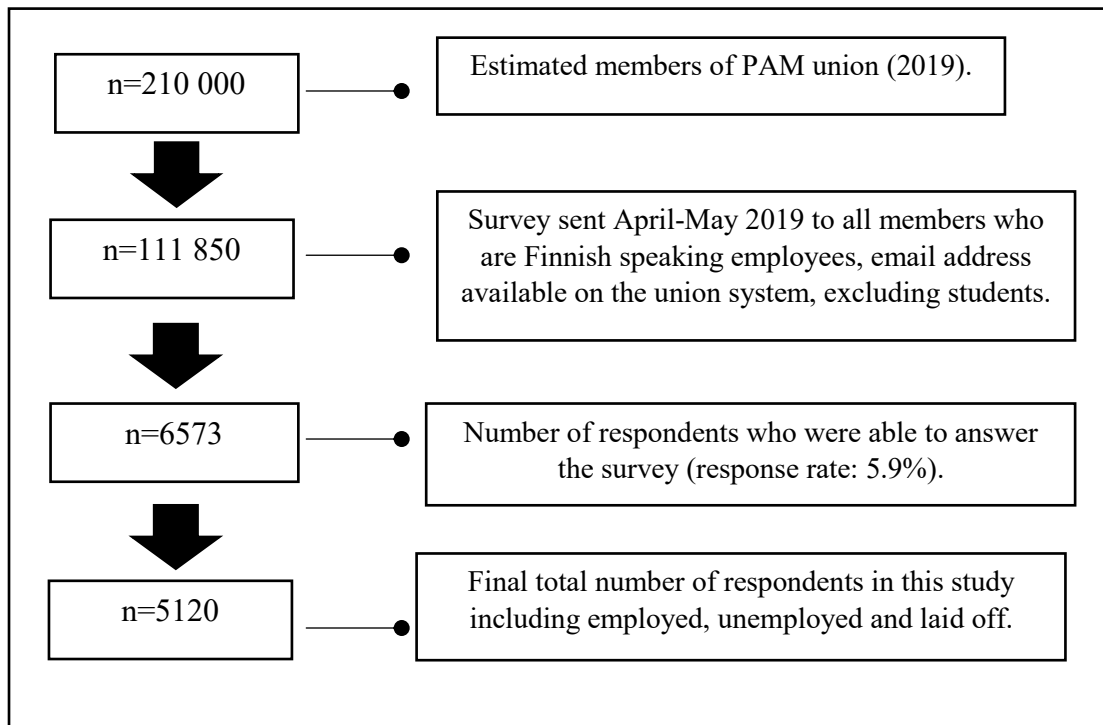 n=210 000
Estimated members of PAM union (2019).
n=111 850
Survey sent April-May 2019 to all members who
are Finnish speaking employees, email address
available on the union system, excluding students.
n=6573
Number of respondents who were able to answer
the survey (response rate: 5.9%).
n=5120
Final total number of respondents in this study
including employed, unemployed and laid off.